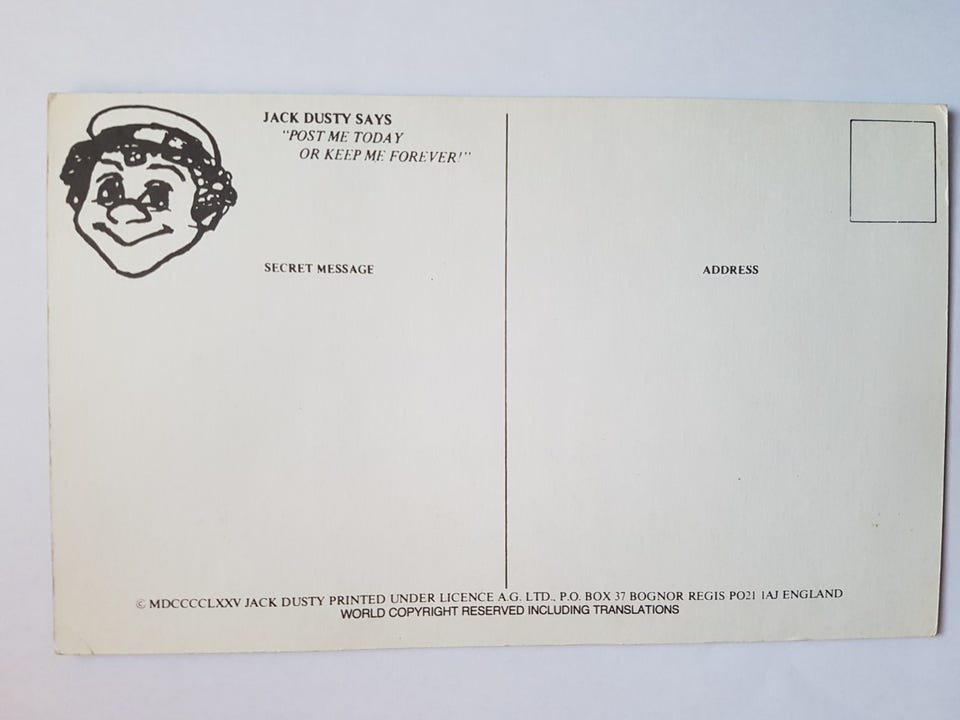 JACK DUSTY SAYS
"POST ME TODAY
OR KEEP ME FOREVER!"
SECRET MESSAGE
ADDRESS
© MDCCCCLXXV JACK DUSTY PRINTED UNDER LICENCE A.G. LTD., P.O. BOX 37 BOGNOR REGIS PO21 1AJ ENGLAND
WORLD COPYRIGHT RESERVED INCLUDING TRANSLATIONS